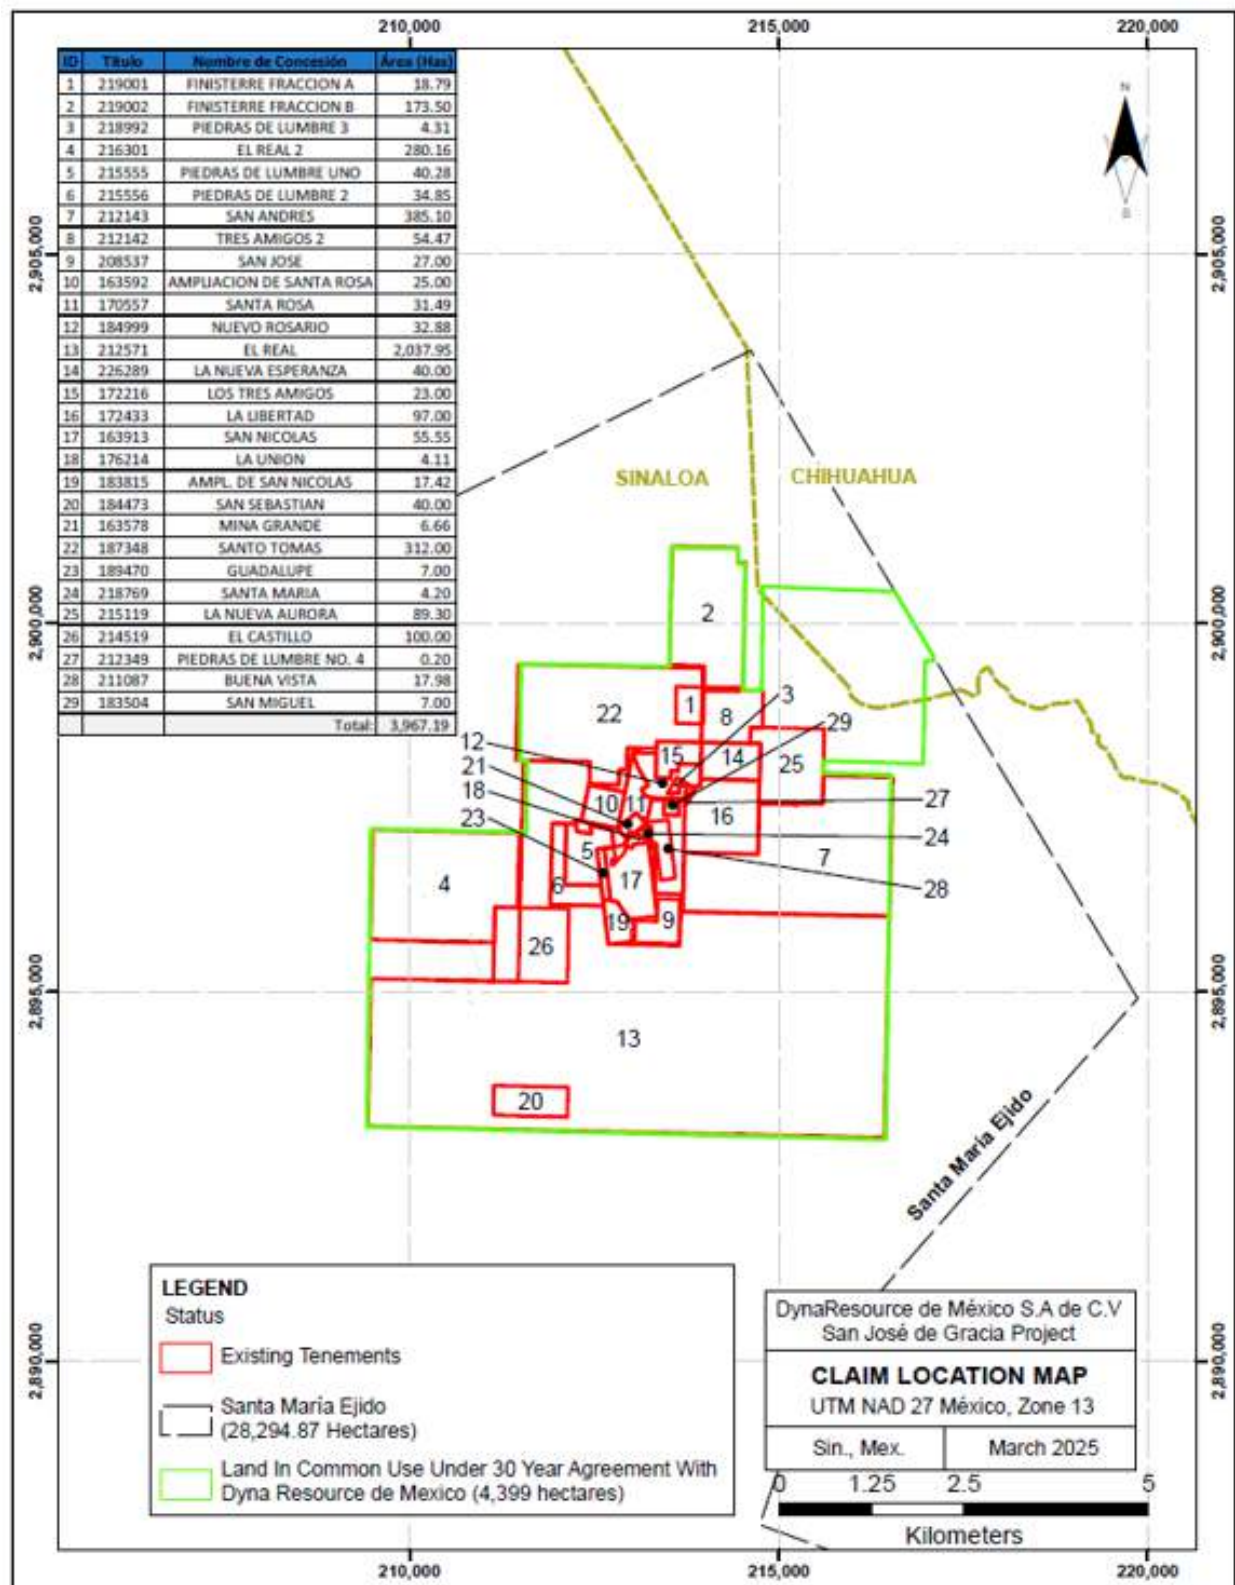 210,000 215,000 220,000
ID Título Nombre de Concesión Área (Has)
1 219001 FINISTERRE FRACCION A 18.79
2 219002 FINISTERRE FRACCION B 173.50
3 218992 PIEDRAS DE LUMBRE 3 4.31
4 216301 EL REAL 2 280.16
5 215555 PIEDRAS DE LUMBRE UNO 40.28
6 215556 PIEDRAS DE LUMBRE 2 34.85
7 212143 SAN ANDRES 385.10
8 212142 TRES AMIGOS 2 54.47
9 208537 SAN JOSE 27.00
10 163592 AMPLIACION DE SANTA ROSA 25.00
11 170557 SANTA ROSA 31.49
12 184999 NUEVO ROSARIO 32.88
13 212571 EL REAL 2,037.95
14 226289 LA NUEVA ESPERANZA 40.00
15 172216 LOS TRES AMIGOS 23.00
16 172433 LA LIBERTAD 97.00
17 163913 SAN NICOLAS 55.55
18 176214 LA UNION 4.11
19 183815 AMPL. DE SAN NICOLAS 17.42
20 184473 SAN SEBASTIAN 40.00
21 163578 MINA GRANDE 6.66
22 187348 SANTO TOMAS 312.00
23 189470 GUADALUPE 7.00
24 218769 SANTA MARIA 4.20
25 215119 LA NUEVA AURORA 89.30
26 214519 EL CASTILLO 100.00
27 212349 PIEDRAS DE LUMBRE NO. 4 0.20
28 211087 BUENA VISTA 17.98
29 183504 SAN MIGUEL 7.00
Total: 3,967.19
N
B
2,905,000
2,905,000
SINALOA CHIHUAHUA
2,900,000
2,900,000
2
3
1
29
22
8
12
15
14
25
21
27
10
11
16
18
24
23
5
7
17
4
6
28
19
9
26
2,895,000
2,895,000
13
20
Santa María Ejido
2,890,000
2,890,000
LEGEND
Status
Existing Tenements
Santa María Ejido
(28,294.87 Hectares)
Land In Common Use Under 30 Year Agreement With
Dyna Resource de Mexico (4,399 hectares)
DynaResource de México S.A de C.V
San José de Gracia Project
CLAIM LOCATION MAP
UTM NAD 27 México, Zone 13
Sin., Mex. March 2025
0 1.25 2.5 5
Kilometers
210,000 215,000 220,000